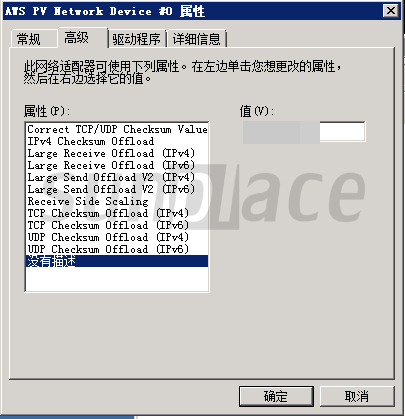 AWS PV Network Device #0 属性
常规 高级 驱动程序 详细信息
此网络适配器可使用下列属性。在左边单击您想更改的属性，
然后在右边选择它的值。
属性(P):
值(V):
Correct TCP/UDP Checksum Value
IPv4 Checksum Offload
Large Receive Offload (IPv4)
Large Receive Offload (IPv6)
Large Send Offload V2 (IPv4)
Large Send Offload V2 (IPv6)
Receive Side Scaling
TCP Checksum Offload (IPv4)
TCP Checksum Offload (IPv6)
UDP Checksum Offload (IPv4)
UDP Checksum Offload (IPv6)
没有描述
确定 取消